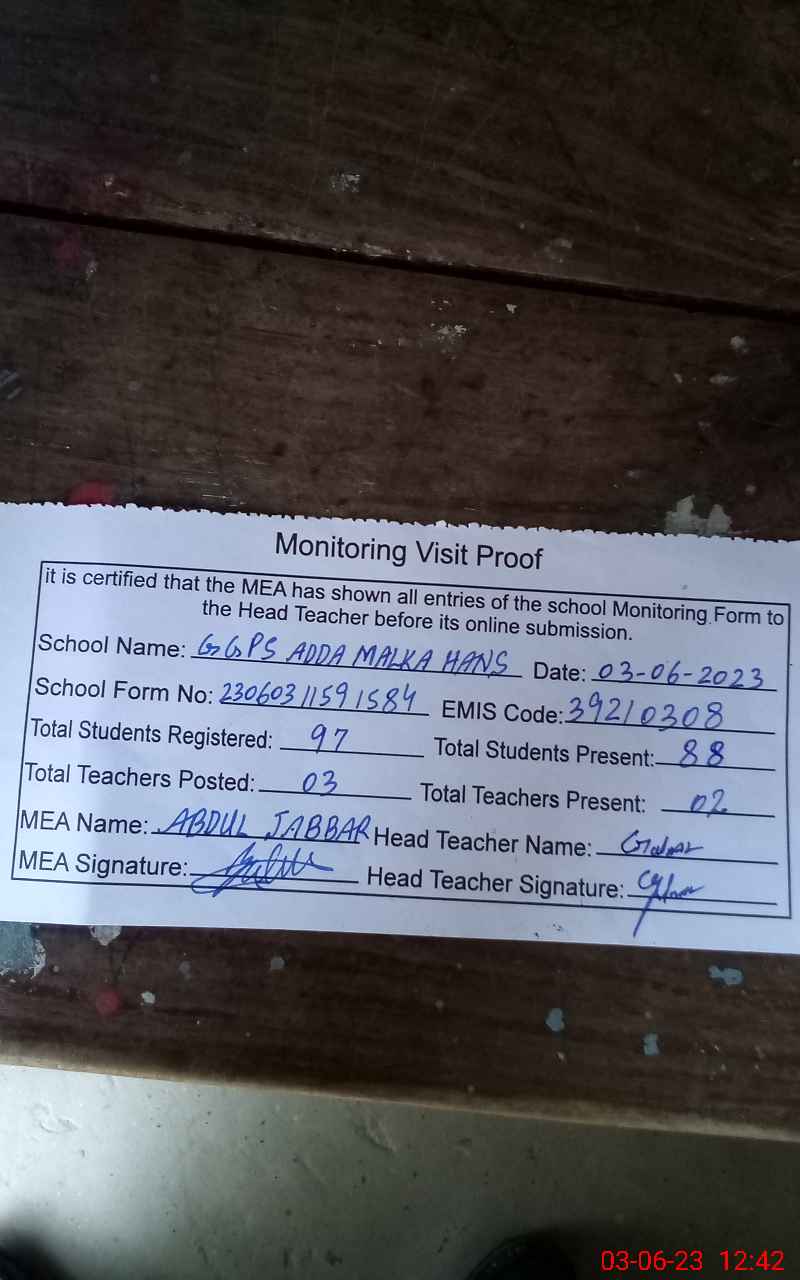 Monitoring Visit Proof
it is certified that the MEA has shown all entries of the school Monitoring Form to
the Head Teacher before its online submission.
School Name: GGPS ADDA MALKA HANS Date: 03-06-2023
School Form No: 23060311591584 EMIS Code: 39210308
Total Students Registered: 97 Total Students Present: 88
Total Teachers Posted: 03 Total Teachers Present: 02
MEA Name: ABDUL JABBAR Head Teacher Name:
MEA Signature: Head Teacher Signature:
03-06-23 12:42